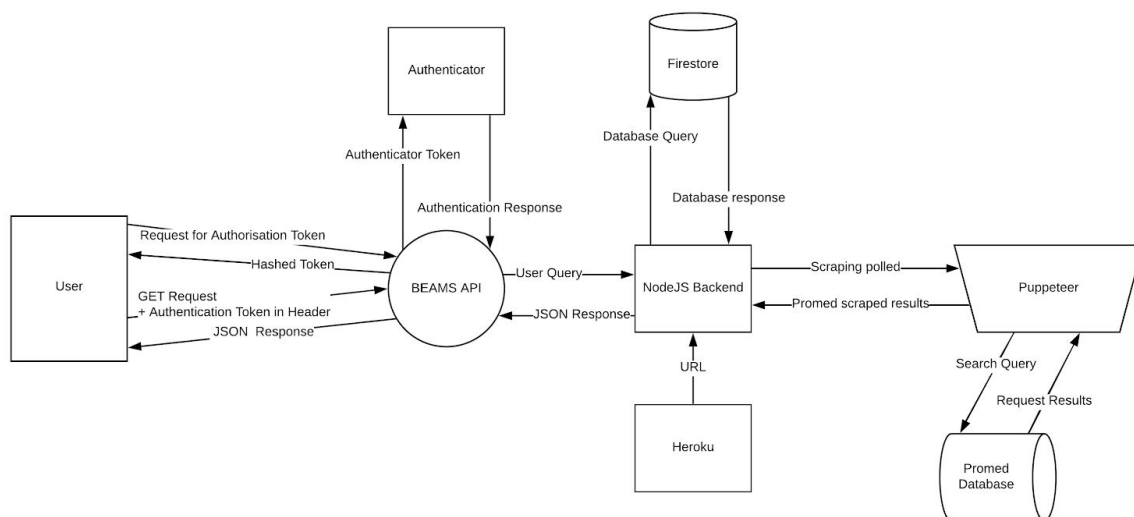 Authenticator
Firestore
Database Query
Authenticator Token
Database response
Authentication Response
Request for Authorisation Token
Hashed Token
User
GET Request
+ Authentication Token in Header
JSON Response
BEAMS API
User Query
JSON Response
NodeJS Backend
Scraping polled
Promed scraped results
Puppeteer
URL
Heroku
Search Query
Request Results
Promed
Database